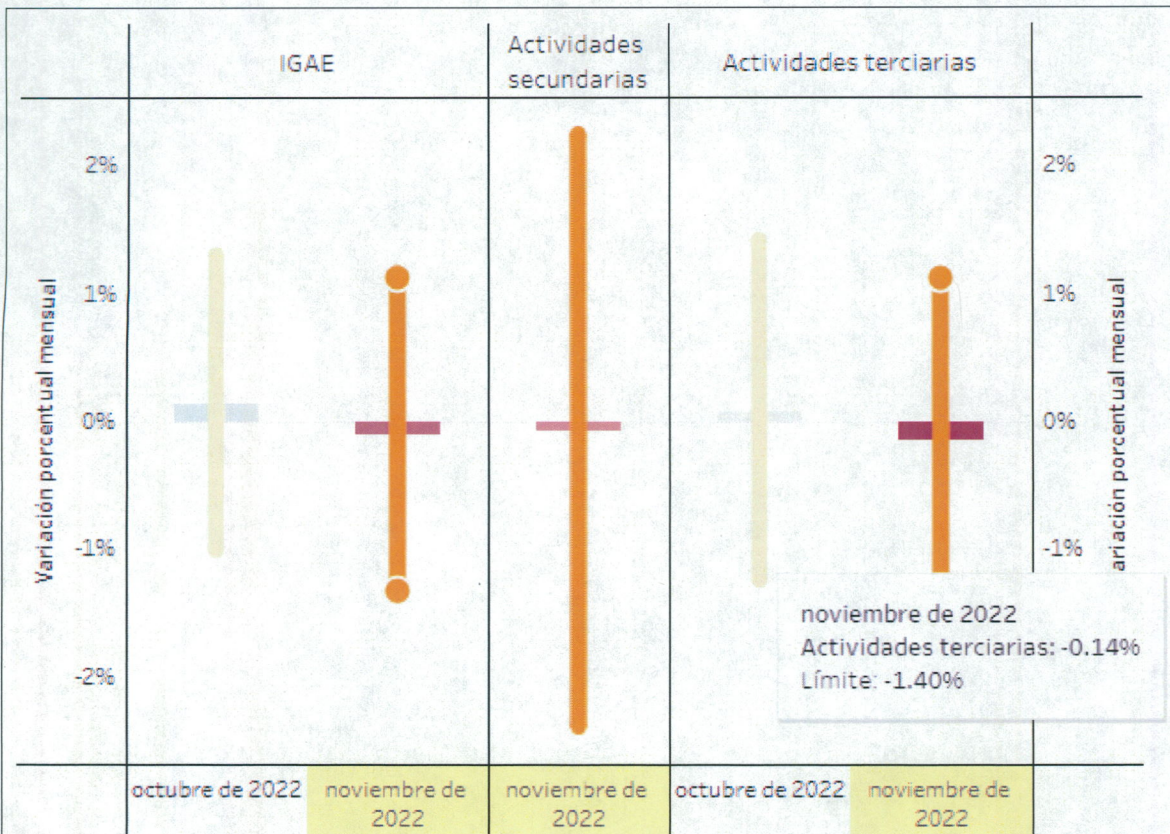 IGAE
Actividades
secundarias
Actividades terciarias
Variación porcentual mensual
2%
1%
0%
-1%
-2%
2%
1%
0%
-1%
ariación porcentual mensual
noviembre de 2022
Actividades terciarias: -0.14%
Límite: -1.40%
octubre de 2022
noviembre de
2022
noviembre de
2022
octubre de 2022
noviembre de
2022